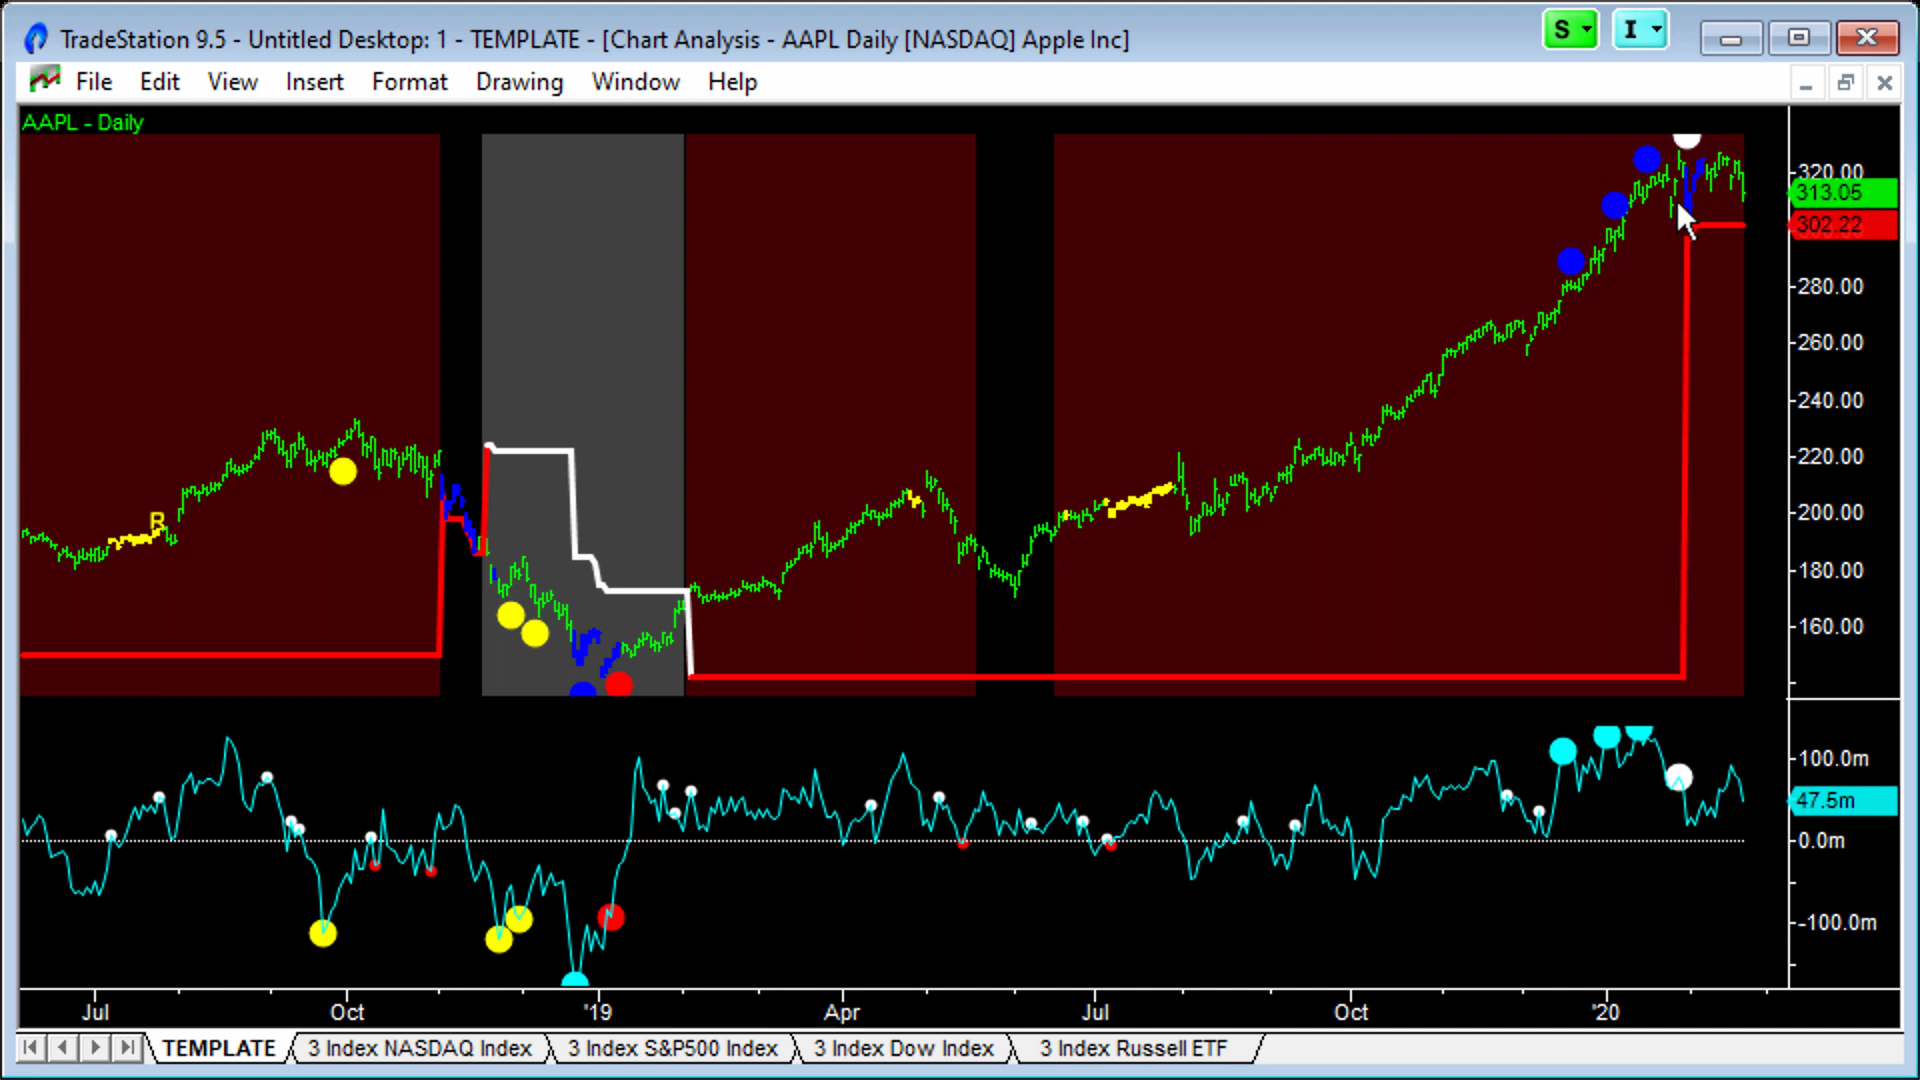 TradeStation 9.5 - Untitled Desktop: 1 - TEMPLATE - [Chart Analysis - AAPL Daily [NASDAQ] Apple Inc]
S I
File Edit View Insert Format Drawing Window Help
AAPL - Daily
320.00
313.05
302.22
280.00
260.00
240.00
220.00
R
200.00
180.00
160.00
100.0m
47.5m
0.0m
-100.0m
Jul Oct '19 Apr Jul Oct '20
TEMPLATE 3 Index NASDAQ Index 3 Index S&P500 Index 3 Index Dow Index 3 Index Russell ETF